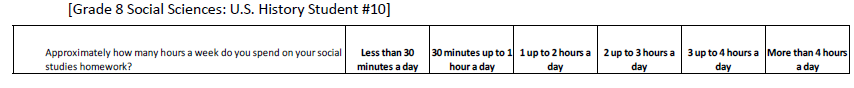 [Grade 8 Social Sciences: U.S. History Student #10]
Approximately how many hours a week do you spend on your social studies homework?
Less than 30 minutes a day
30 minutes up to 1 hour a day
1 up to 2 hours a day
2 up to 3 hours a day
3 up to 4 hours a day
More than 4 hours a day